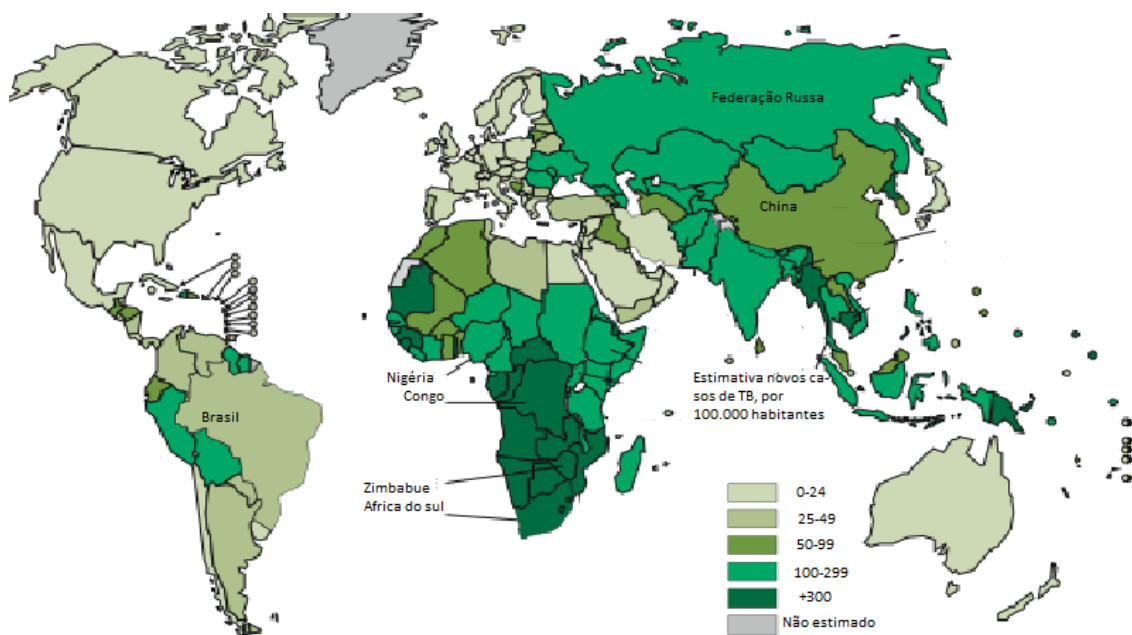 Federação Russa
China
Nigéria
Congo
Brasil
Estimativa novos ca-
sos de TB, por
100.000 habitantes
Zimbabue
Africa do sul
0-24
25-49
50-99
100-299
+300
Não estimado